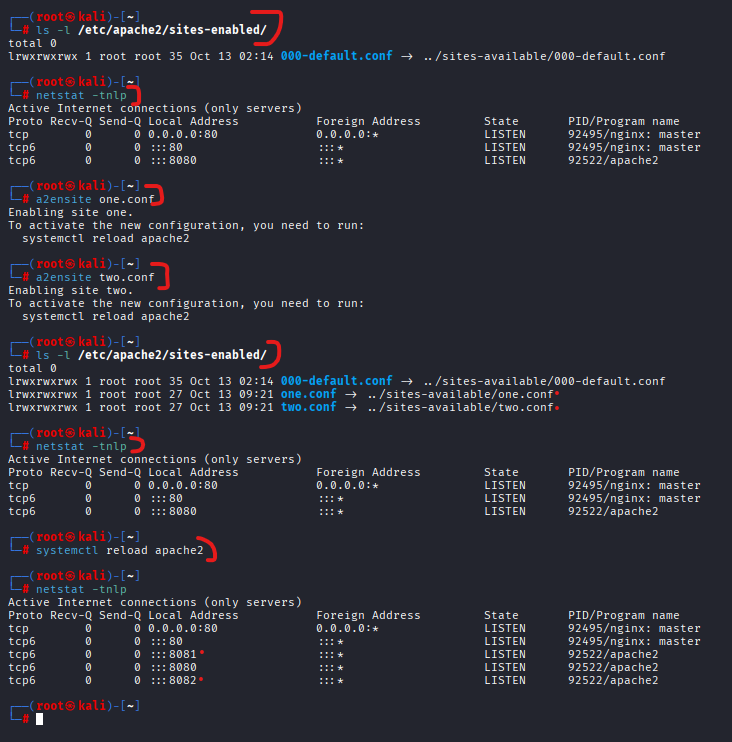 ┌──(root㉿kali)-[~]
└─# ls -l /etc/apache2/sites-enabled/
total 0
lrwxrwxrwx 1 root root 35 Oct 13 02:14 000-default.conf → ../sites-available/000-default.conf
┌──(root㉿kali)-[~]
└─# netstat -tnlp
Active Internet connections (only servers)
Proto Recv-Q Send-Q Local Address           Foreign Address         State       PID/Program name
tcp        0      0 0.0.0.0:80              0.0.0.0:*               LISTEN      92495/nginx: master
tcp6       0      0 :::80                   :::*                    LISTEN      92495/nginx: master
tcp6       0      0 :::8080                 :::*                    LISTEN      92522/apache2
┌──(root㉿kali)-[~]
└─# a2ensite one.conf
Enabling site one.
To activate the new configuration, you need to run:
  systemctl reload apache2
┌──(root㉿kali)-[~]
└─# a2ensite two.conf
Enabling site two.
To activate the new configuration, you need to run:
  systemctl reload apache2
┌──(root㉿kali)-[~]
└─# ls -l /etc/apache2/sites-enabled/
total 0
lrwxrwxrwx 1 root root 35 Oct 13 02:14 000-default.conf → ../sites-available/000-default.conf
lrwxrwxrwx 1 root root 27 Oct 13 09:21 one.conf → ../sites-available/one.conf
lrwxrwxrwx 1 root root 27 Oct 13 09:21 two.conf → ../sites-available/two.conf
┌──(root㉿kali)-[~]
└─# netstat -tnlp
Active Internet connections (only servers)
Proto Recv-Q Send-Q Local Address           Foreign Address         State       PID/Program name
tcp        0      0 0.0.0.0:80              0.0.0.0:*               LISTEN      92495/nginx: master
tcp6       0      0 :::80                   :::*                    LISTEN      92495/nginx: master
tcp6       0      0 :::8080                 :::*                    LISTEN      92522/apache2
┌──(root㉿kali)-[~]
└─# systemctl reload apache2
┌──(root㉿kali)-[~]
└─# netstat -tnlp
Active Internet connections (only servers)
Proto Recv-Q Send-Q Local Address           Foreign Address         State       PID/Program name
tcp        0      0 0.0.0.0:80              0.0.0.0:*               LISTEN      92495/nginx: master
tcp6       0      0 :::80                   :::*                    LISTEN      92495/nginx: master
tcp6       0      0 :::8081                 :::*                    LISTEN      92522/apache2
tcp6       0      0 :::8080                 :::*                    LISTEN      92522/apache2
tcp6       0      0 :::8082                 :::*                    LISTEN      92522/apache2
┌──(root㉿kali)-[~]
└─#